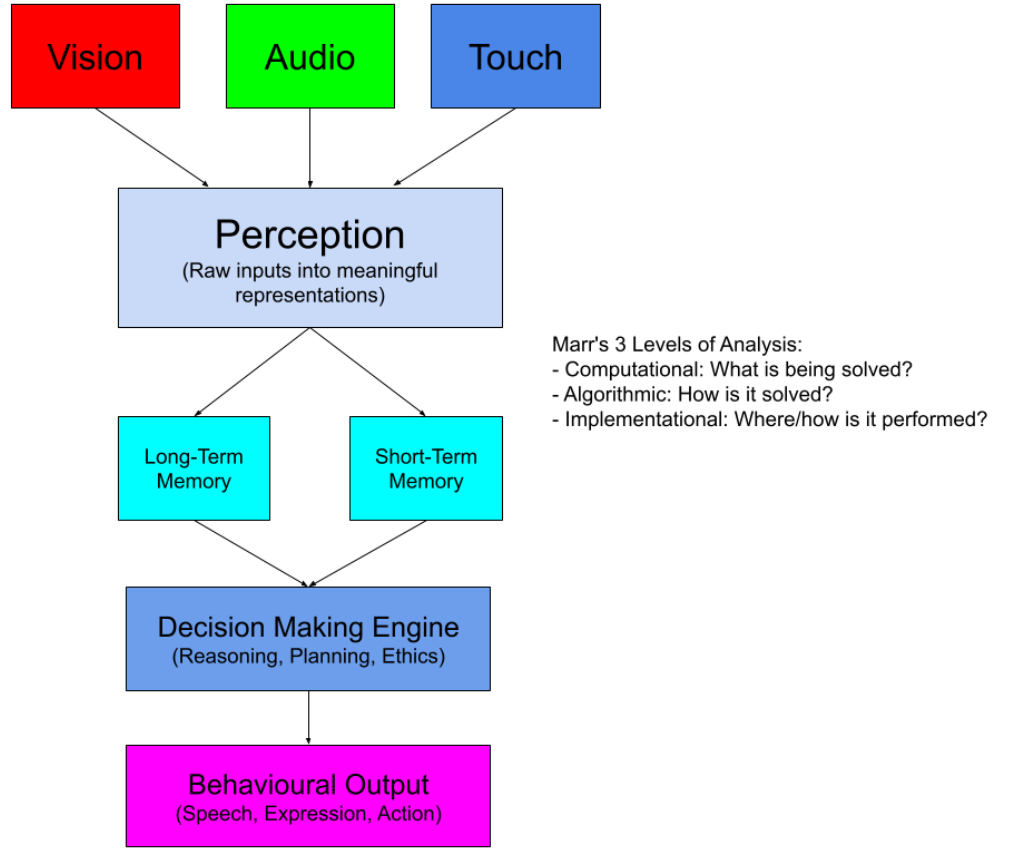 Vision
Audio
Touch
Perception
(Raw inputs into meaningful
representations)
Marr's 3 Levels of Analysis:
- Computational: What is being solved?
- Algorithmic: How is it solved?
- Implementational: Where/how is it performed?
Long-Term
Memory
Short-Term
Memory
Decision Making Engine
(Reasoning, Planning, Ethics)
Behavioural Output
(Speech, Expression, Action)